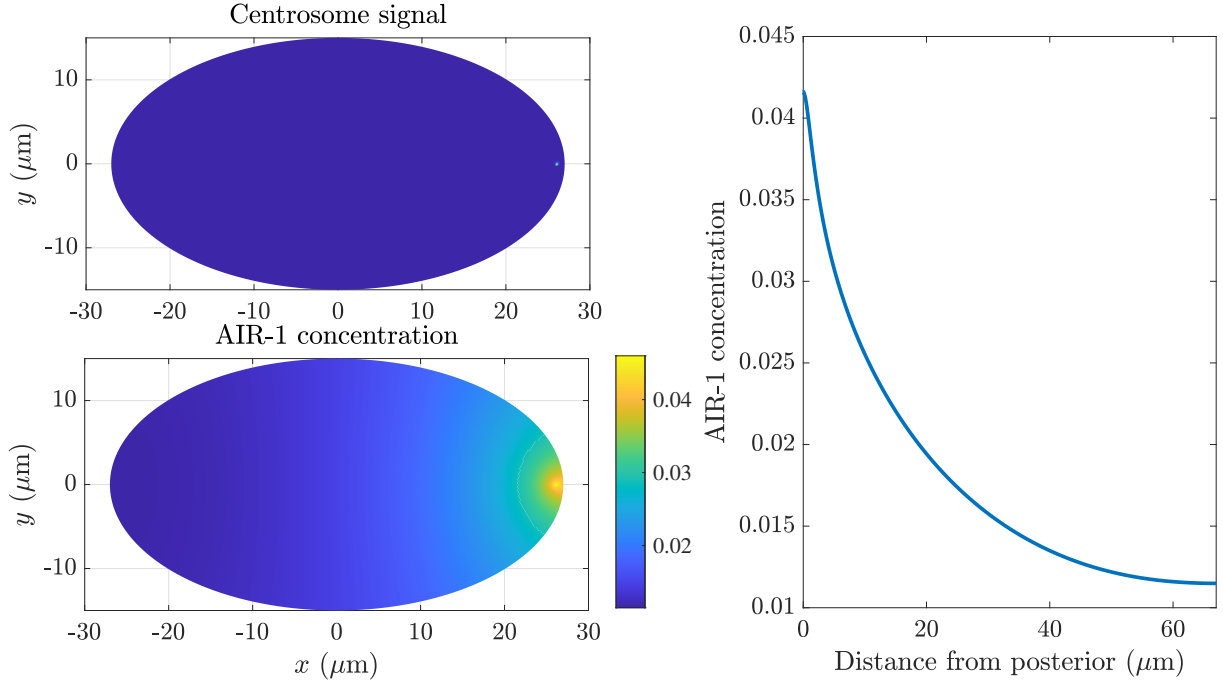 Centrosome signal
y (μm)
10
0
-10
-30 -20 -10 0 10 20 30
AIR-1 concentration
y (μm)
10
0
-10
-30 -20 -10 0 10 20 30
x (μm)
0.04
0.03
0.02
AIR-1 concentration
0.045
0.04
0.035
0.03
0.025
0.02
0.015
0.01
0 20 40 60
Distance from posterior (μm)